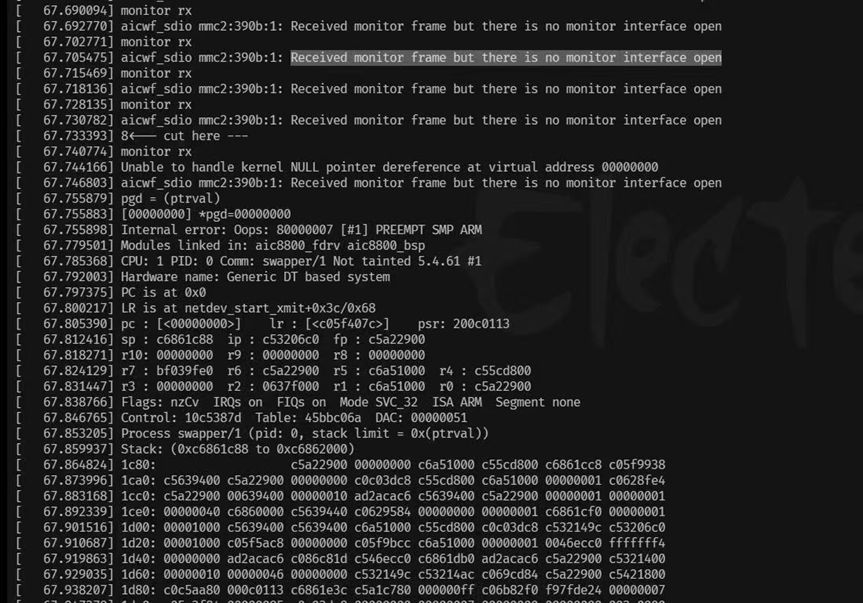 [   67.690094] monitor rx
[   67.692770] aicwf_sdio mmc2:390b:1: Received monitor frame but there is no monitor interface open
[   67.702771] monitor rx
[   67.705475] aicwf_sdio mmc2:390b:1: Received monitor frame but there is no monitor interface open
[   67.715469] monitor rx
[   67.718136] aicwf_sdio mmc2:390b:1: Received monitor frame but there is no monitor interface open
[   67.728135] monitor rx
[   67.730782] aicwf_sdio mmc2:390b:1: Received monitor frame but there is no monitor interface open
[   67.733393] 8<--- cut here ---
[   67.740774] monitor rx
[   67.744166] Unable to handle kernel NULL pointer dereference at virtual address 00000000
[   67.746803] aicwf_sdio mmc2:390b:1: Received monitor frame but there is no monitor interface open
[   67.755879] pgd = (ptrval)
[   67.755883] [00000000] *pgd=00000000
[   67.755898] Internal error: Oops: 80000007 [#1] PREEMPT SMP ARM
[   67.779501] Modules linked in: aic8800_fdrv aic8800_bsp
[   67.785368] CPU: 1 PID: 0 Comm: swapper/1 Not tainted 5.4.61 #1
[   67.792003] Hardware name: Generic DT based system
[   67.797375] PC is at 0x0
[   67.800217] LR is at netdev_start_xmit+0x3c/0x68
[   67.805390] pc : [<00000000>]    lr : [<c05f407c>]    psr: 200c0113
[   67.812416] sp : c6861c88  ip : c53206c0  fp : c5a22900
[   67.818271] r10: 00000000  r9 : 00000000  r8 : 00000000
[   67.824129] r7 : bf039fe0  r6 : c5a22900  r5 : c6a51000  r4 : c55cd800
[   67.831447] r3 : 00000000  r2 : 0637f000  r1 : c6a51000  r0 : c5a22900
[   67.838766] Flags: nzCv  IRQs on  FIQs on  Mode SVC_32  ISA ARM  Segment none
[   67.846765] Control: 10c5387d  Table: 45bbc06a  DAC: 00000051
[   67.853205] Process swapper/1 (pid: 0, stack limit = 0x(ptrval))
[   67.859937] Stack: (0xc6861c88 to 0xc6862000)
[   67.864824] 1c80:                   c5a22900 00000000 c6a51000 c55cd800 c6861cc8 c05f9938
[   67.873996] 1ca0: c5639400 c5a22900 00000000 c0c03dc8 c55cd800 c6a51000 00000001 c0628fe4
[   67.883168] 1cc0: c5a22900 00639400 00000010 ad2acac6 c5639400 c5a22900 00000001 00000001
[   67.892339] 1ce0: 00000040 c6860000 c5639440 c0629584 00000000 00000001 c6861cf0 00000001
[   67.901516] 1d00: 00001000 c5639400 c5639400 c6a51000 c55cd800 c0c03dc8 c532149c c53206c0
[   67.910687] 1d20: 00001000 c05f5ac8 00000000 c05f9bcc c6a51000 00000001 0046ecc0 fffffff4
[   67.919863] 1d40: 00000000 ad2acac6 c086c81d c546ecc0 c6861db0 ad2acac6 c5a22900 c5321400
[   67.929035] 1d60: 00000010 00000046 00000000 c532149c c53214ac c069cd84 c5a22900 c5421800
[   67.938207] 1d80: c0c5aa80 000c0113 c6861e3c c5a1c780 000000ff c06b82f0 f97fde24 00000007
Electe